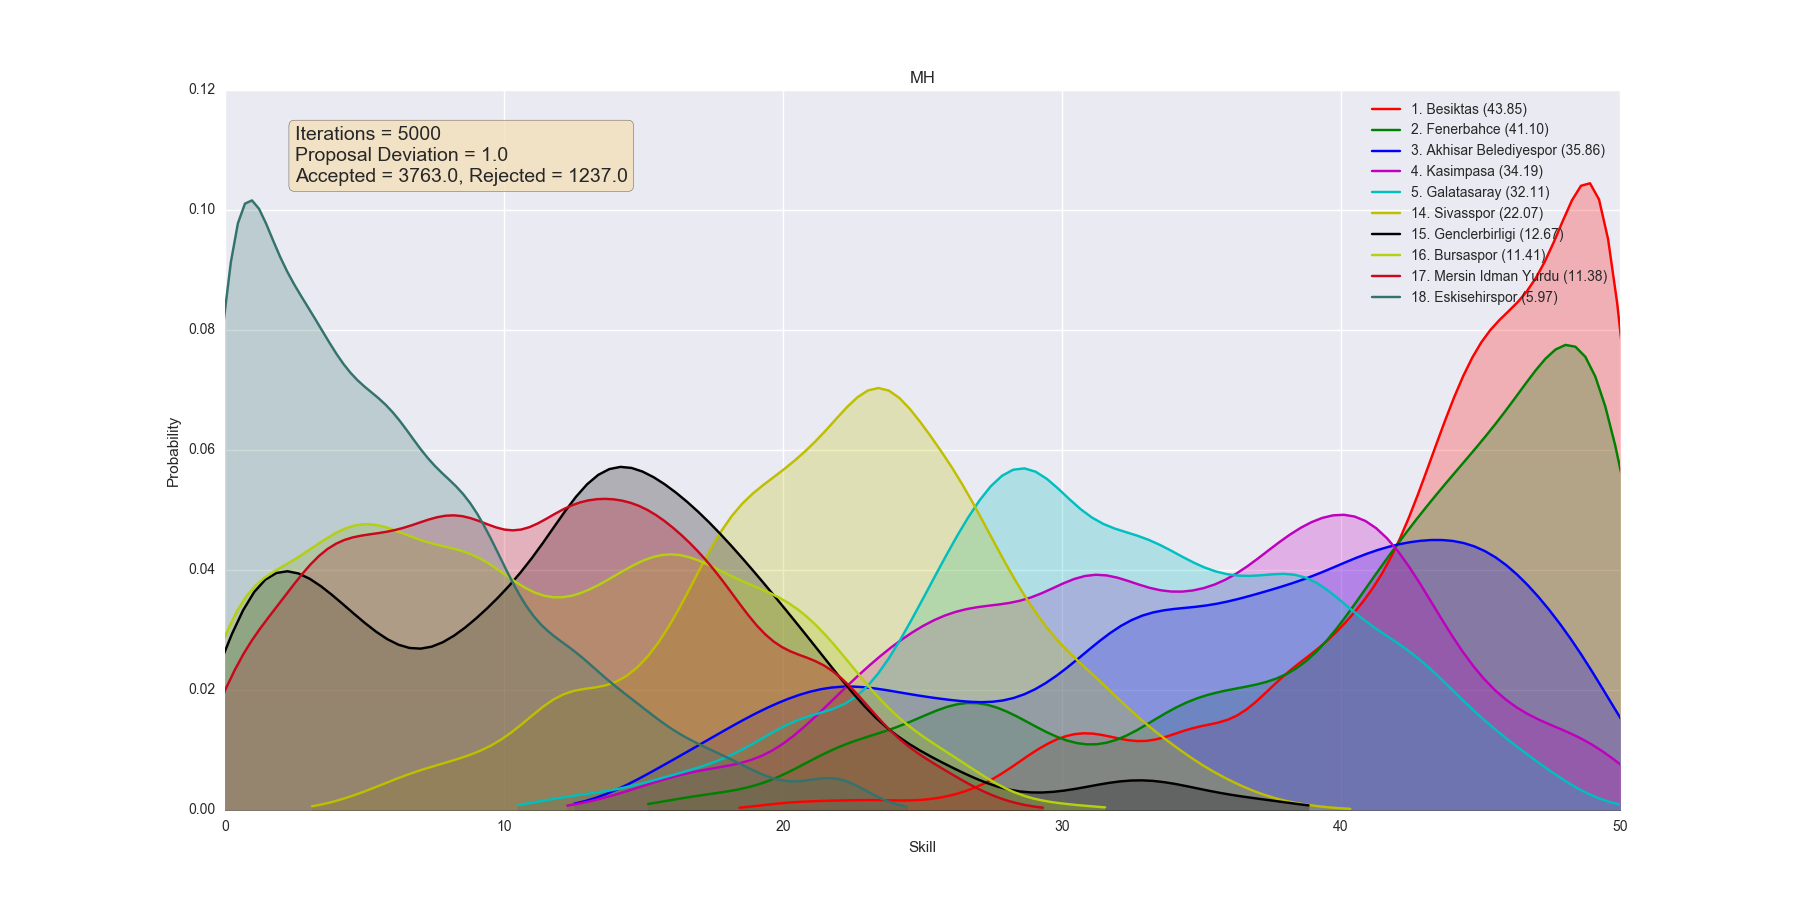 MH
0.12
0.10
0.08
0.06
0.04
0.02
0.00
Probability
Iterations = 5000
Proposal Deviation = 1.0
Accepted = 3763.0, Rejected = 1237.0
1. Besiktas (43.85)
2. Fenerbahce (41.10)
3. Akhisar Belediyespor (35.86)
4. Kasimpasa (34.19)
5. Galatasaray (32.11)
14. Sivasspor (22.07)
15. Genclerbirligi (12.67)
16. Bursaspor (11.41)
17. Mersin Idman Yurdu (11.38)
18. Eskisehirspor (5.97)
0 10 20 30 40 50
Skill